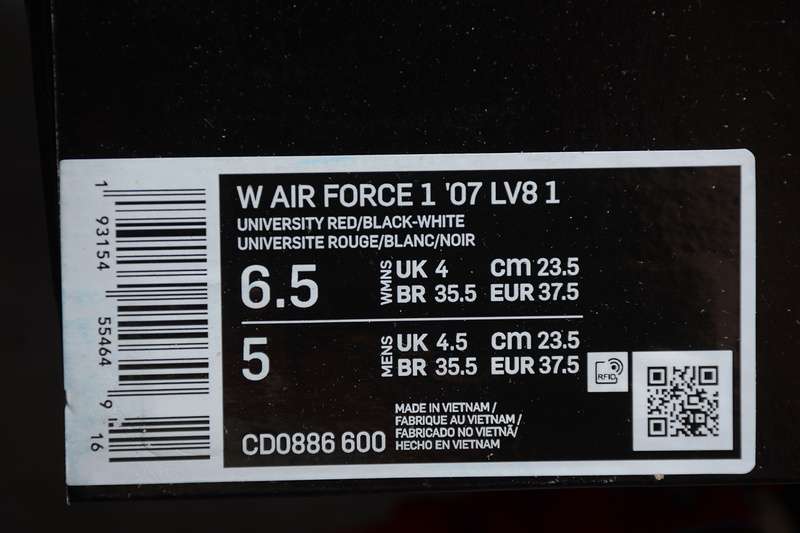 W AIR FORCE 1 '07 LV8 1
UNIVERSITY RED/BLACK-WHITE
UNIVERSITE ROUGE/BLANC/NOIR
6.5 WMNS UK 4 cm 23.5
BR 35.5 EUR 37.5
5 MENS UK 4.5 cm 23.5
BR 35.5 EUR 37.5
RFID
CD0886 600
MADE IN VIETNAM /
FABRIQUE AU VIETNAM /
FABRICADO NO VIETNÃ/
HECHO EN VIETNAM
1 93154 55464 9 16